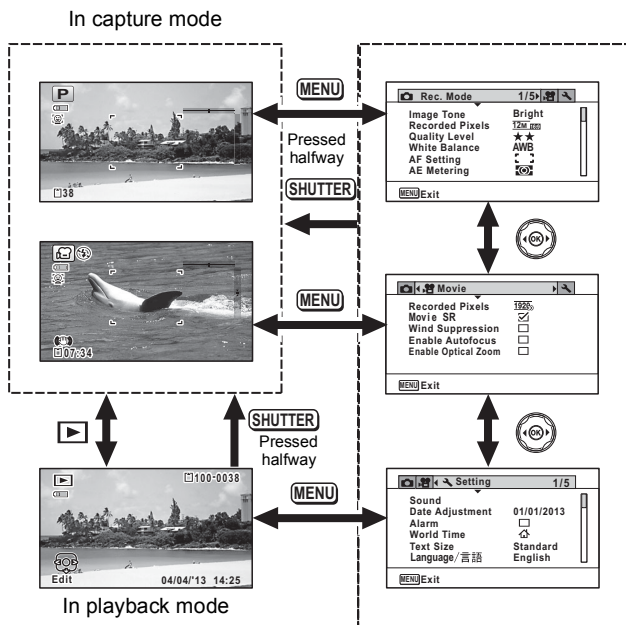 In capture mode
P
38
MENU
Pressed
halfway
SHUTTER
Rec. Mode 1/5
Image Tone Bright
Recorded Pixels 12M
Quality Level ★★
White Balance AWB
AF Setting
AE Metering
MENU Exit
OK
07:34
MENU
Movie
Recorded Pixels 1920
Movie SR
Wind Suppression
Enable Autofocus
Enable Optical Zoom
MENU Exit
OK
SHUTTER
Pressed
halfway
MENU
100-0038
Edit 04/04/'13 14:25
In playback mode
Setting 1/5
Sound
Date Adjustment 01/01/2013
Alarm
World Time
Text Size Standard
Language/言語 English
MENU Exit